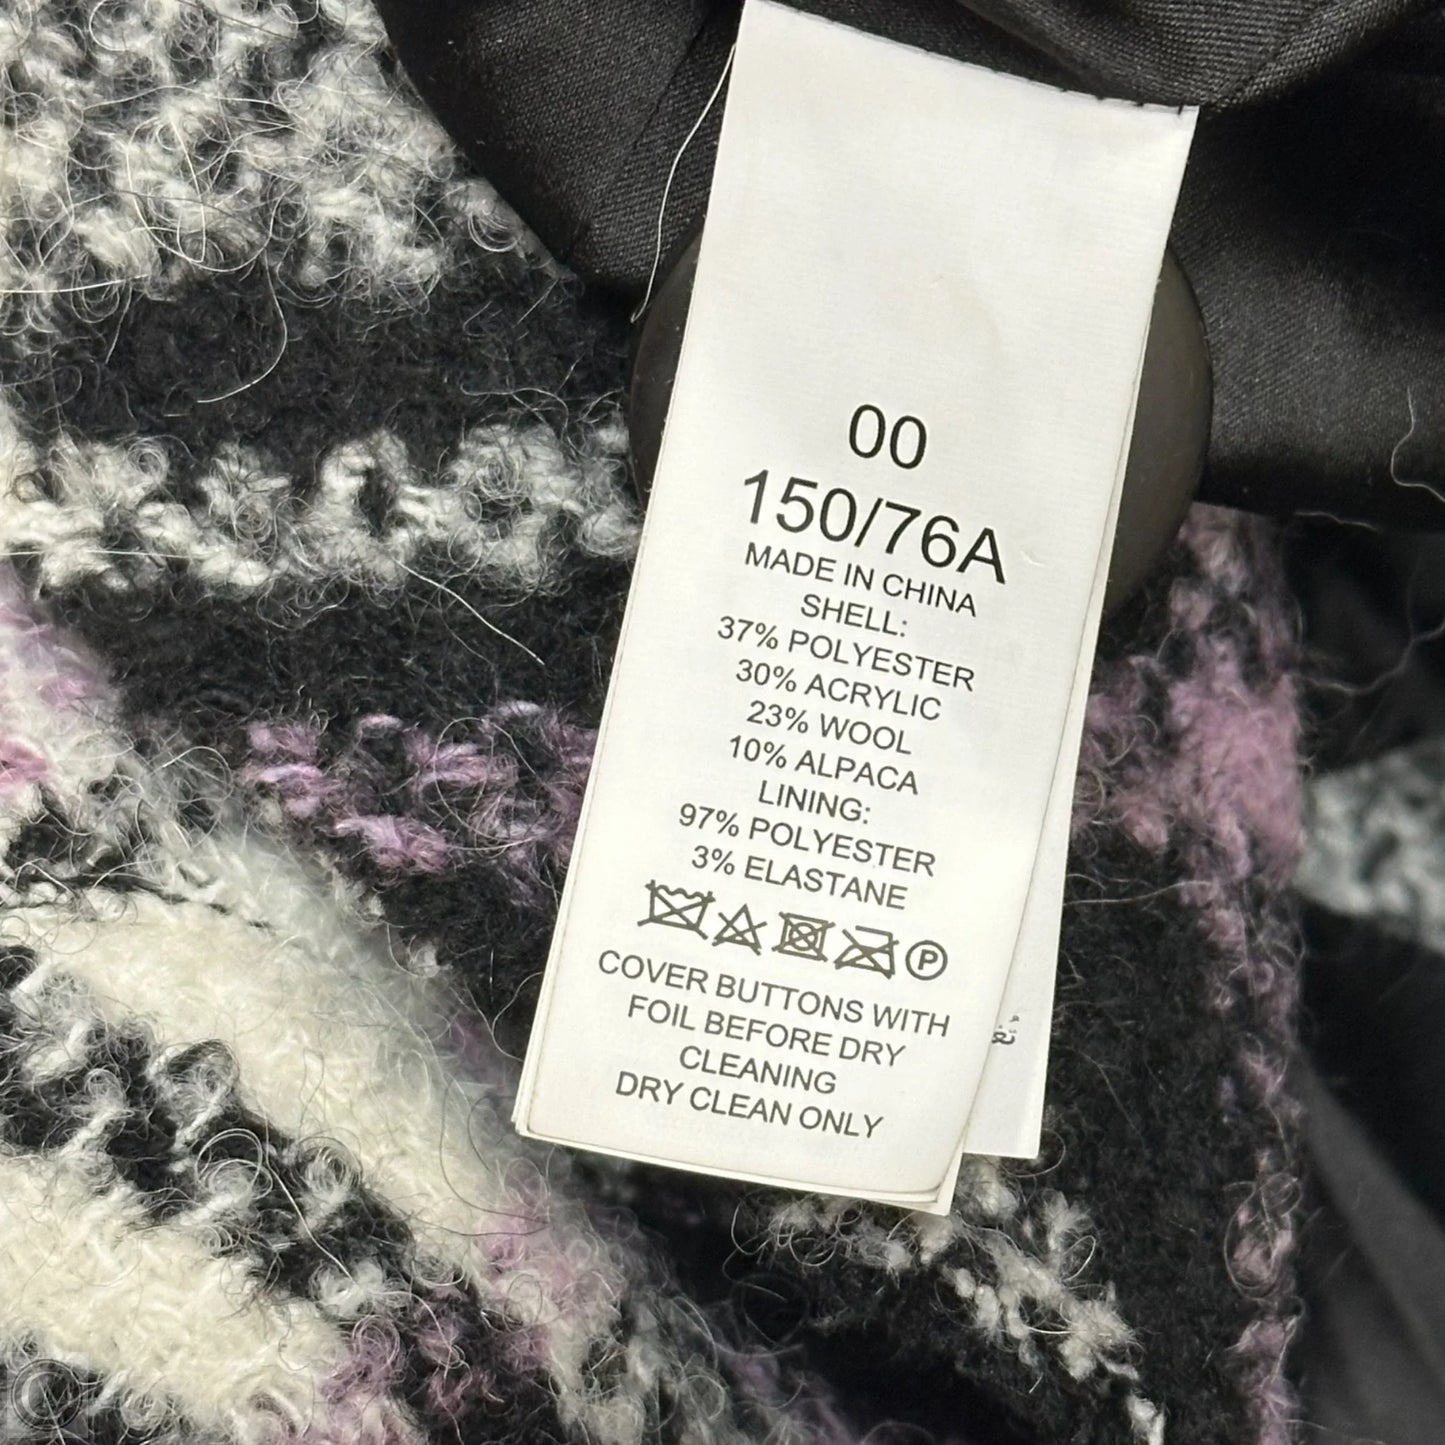 00
150/76A
MADE IN CHINA
SHELL:
37% POLYESTER
30% ACRYLIC
23% WOOL
10% ALPACA
LINING:
97% POLYESTER
3% ELASTANE
P
COVER BUTTONS WITH
FOIL BEFORE DRY
CLEANING
DRY CLEAN ONLY